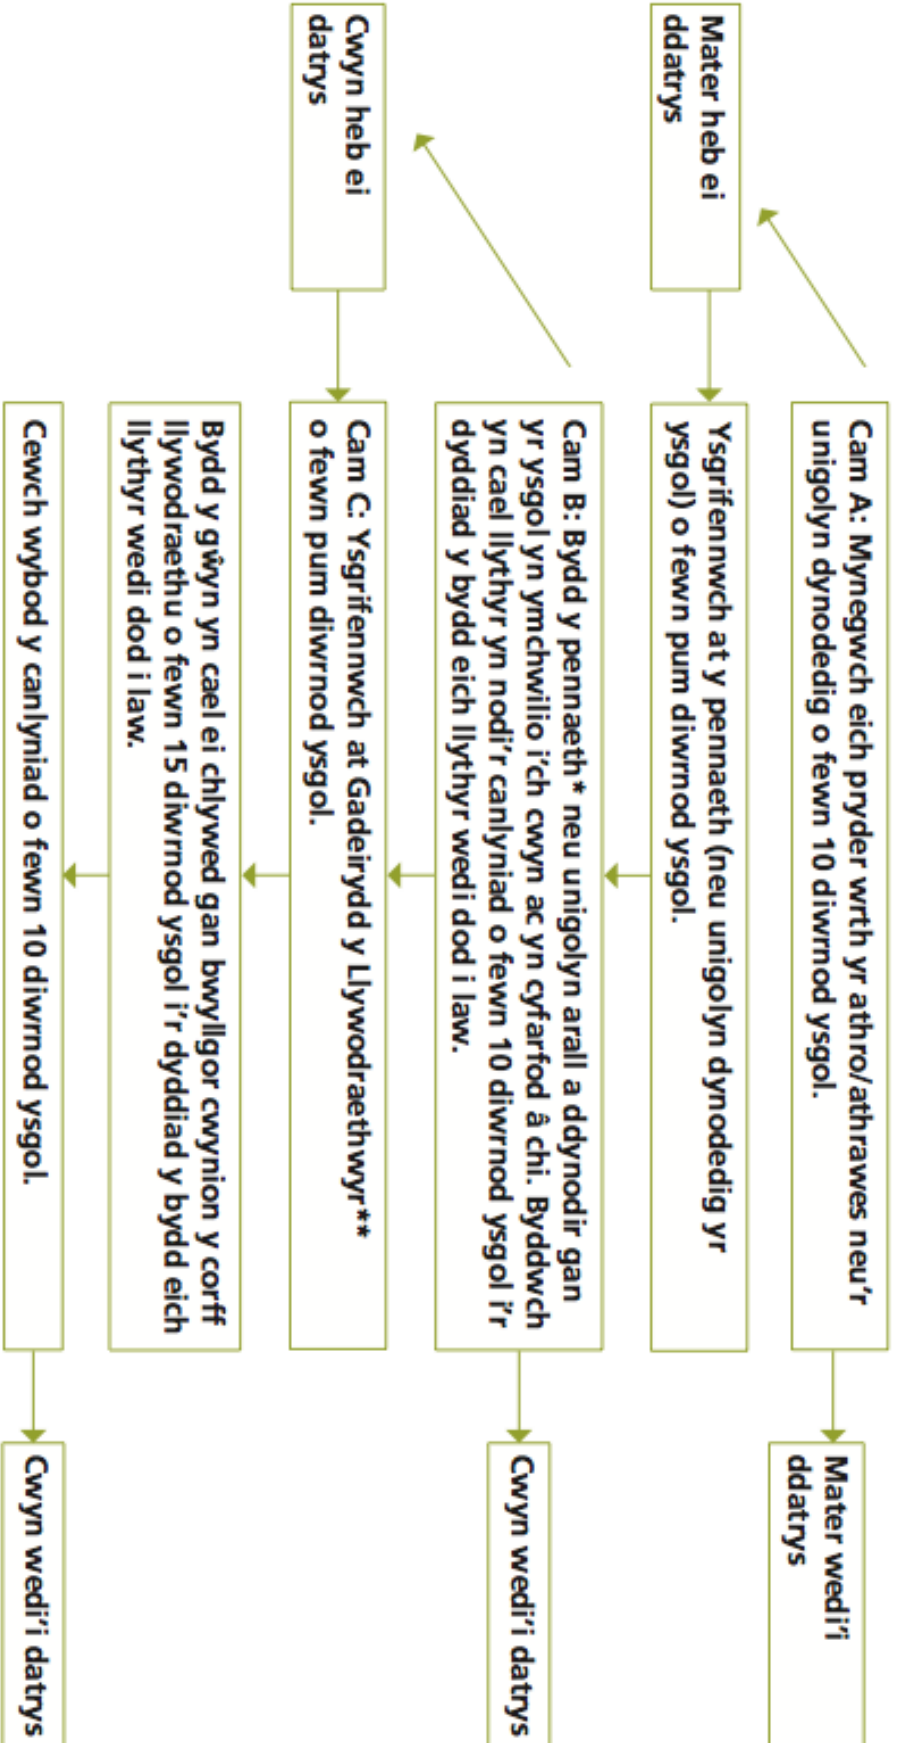 Cam A: Mynegwch eich pryder wrth yr athro/athrawes neu'r
unigolyn dynodedig o fewn 10 diwrnod ysgol.
Mater wedi'i
ddatrys
Mater heb ei
ddatrys
Ysgrifennwch at y pennaeth (neu unigolyn dynodedig yr
ysgol) o fewn pum diwrnod ysgol.
Cam B: Bydd y pennaeth* neu unigolyn arall a ddynodir gan
yr ysgol yn ymchwilio i'ch cwyn ac yn cyfarfod â chi. Byddwch
yn cael llythyr yn nodi'r canlyniad o fewn 10 diwrnod ysgol i'r
dyddiad y bydd eich llythyr wedi dod i law.
Cwyn wedi'i datrys
Cwyn heb ei
datrys
Cam C: Ysgrifennwch at Gadeirydd y Llywodraethwyr**
o fewn pum diwrnod ysgol.
Bydd y gŵyn yn cael ei chlywed gan bwyllgor cwynion y corff
llywodraethu o fewn 15 diwrnod ysgol i'r dyddiad y bydd eich
llythyr wedi dod i law.
Cewch wybod y canlyniad o fewn 10 diwrnod ysgol.
Cwyn wedi'i datrys